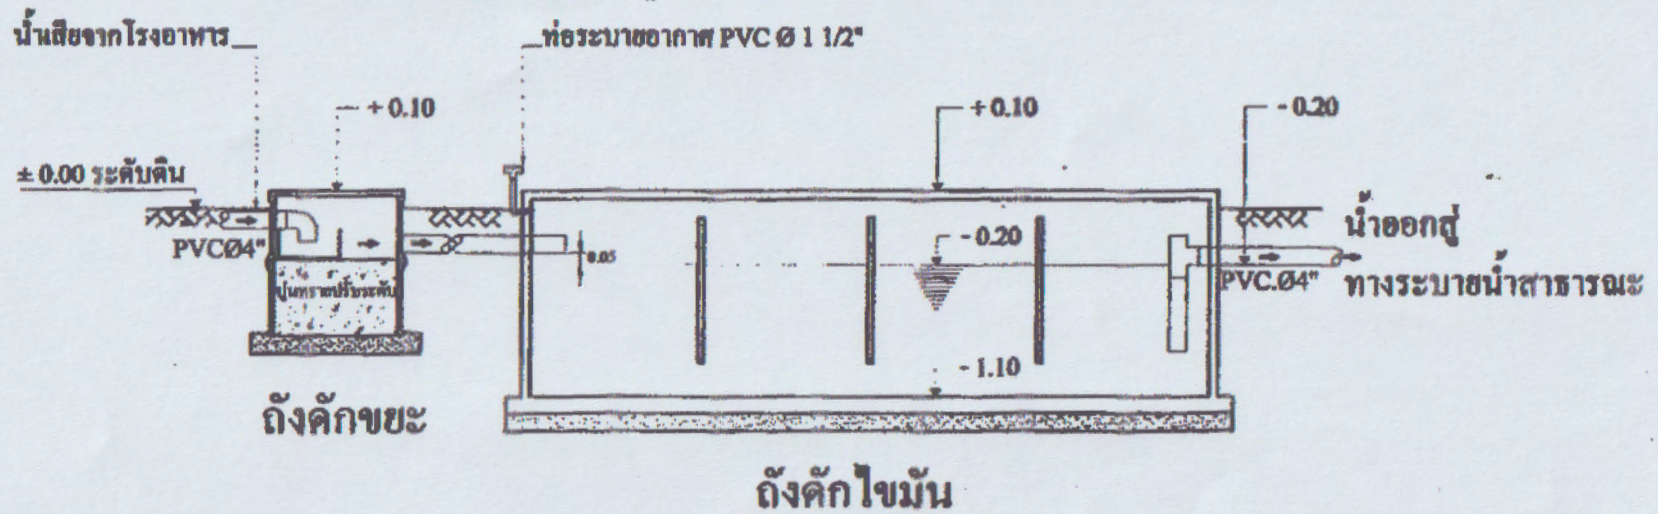 น้ำเสียจากโรงอาหาร
ท่อระบายอากาศ PVC Ø 1 1/2"
+ 0.10
+ 0.10
- 0.20
± 0.00 ระดับดิน
PVCØ4"
- 0.20
0.05
น้ำออกสู่
ทางระบายน้ำสาธารณะ
PVC.Ø4"
ปูนทรายปรับระดับ
- 1.10
ถังดักขยะ
ถังดักไขมัน